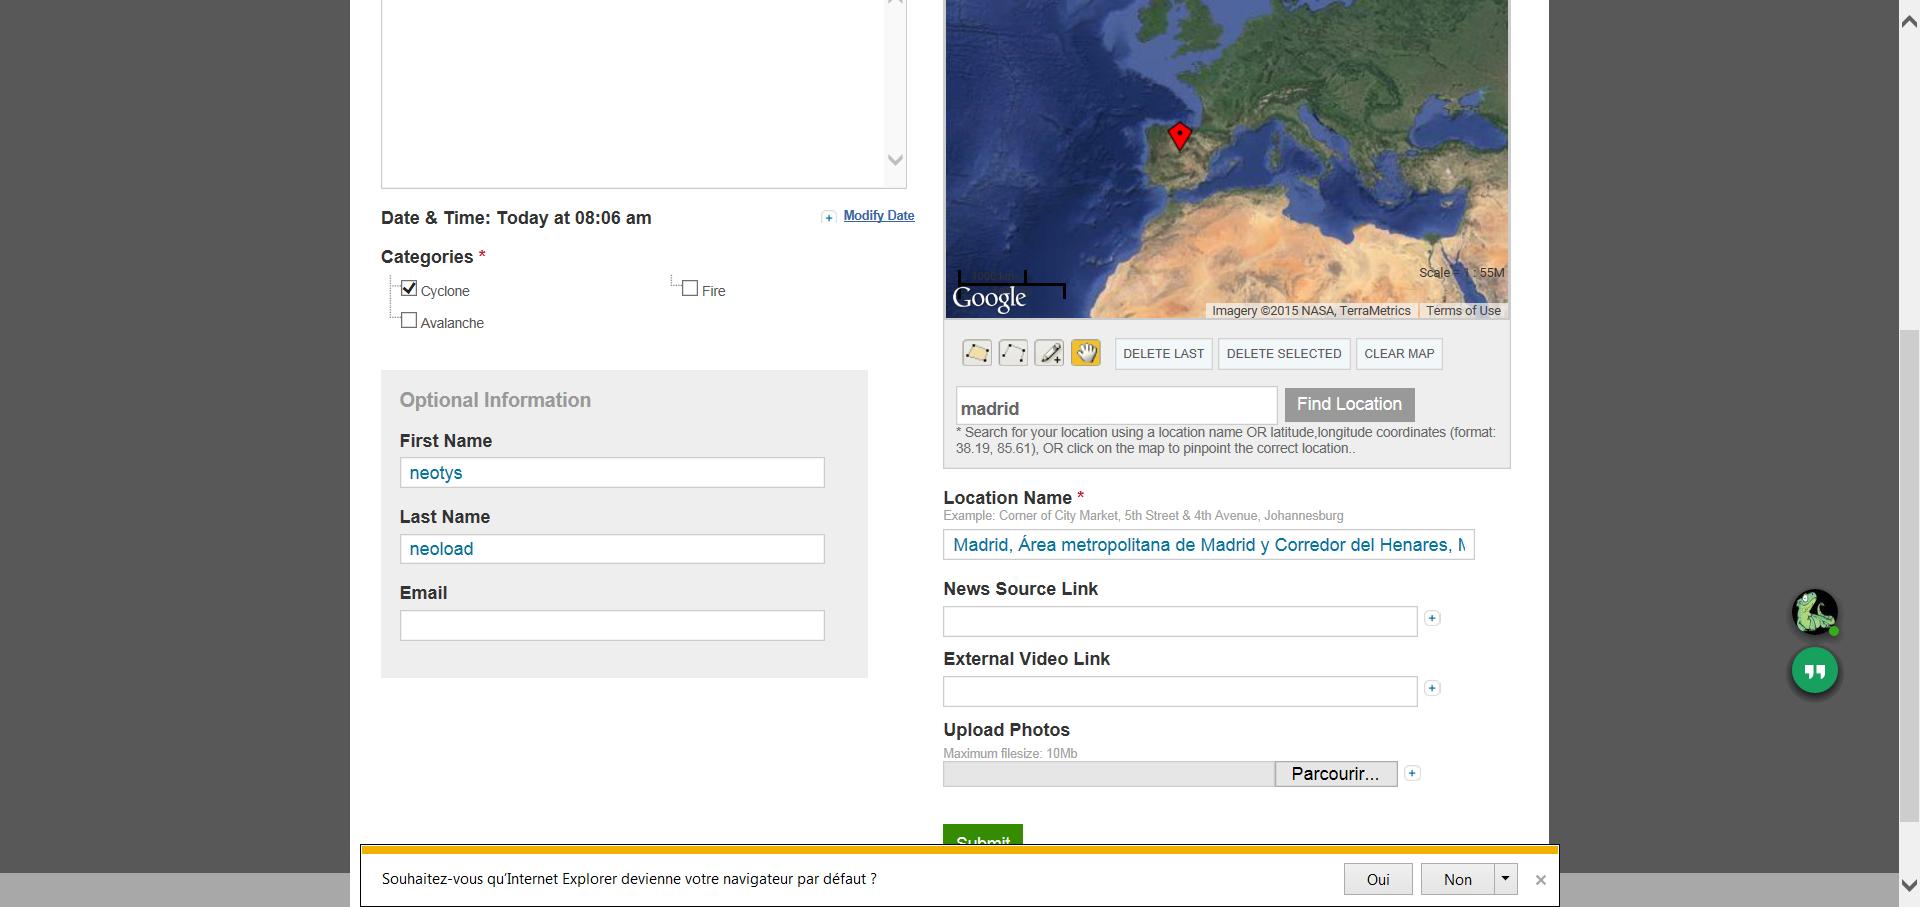 Date & Time: Today at 08:06 am
Modify Date
Categories *
Cyclone
Fire
Avalanche
Optional Information
First Name
neotys
Last Name
neoload
Email
1000 km
Scale = 1 : 55M
Google
Imagery ©2015 NASA, TerraMetrics
Terms of Use
DELETE LAST
DELETE SELECTED
CLEAR MAP
madrid
Find Location
* Search for your location using a location name OR latitude,longitude coordinates (format:
38.19, 85.61), OR click on the map to pinpoint the correct location..
Location Name *
Example: Corner of City Market, 5th Street & 4th Avenue, Johannesburg
Madrid, Área metropolitana de Madrid y Corredor del Henares,
News Source Link
External Video Link
Upload Photos
Maximum filesize: 10Mb
Parcourir...
Submit
Souhaitez-vous qu'Internet Explorer devienne votre navigateur par défaut ?
Oui
Non